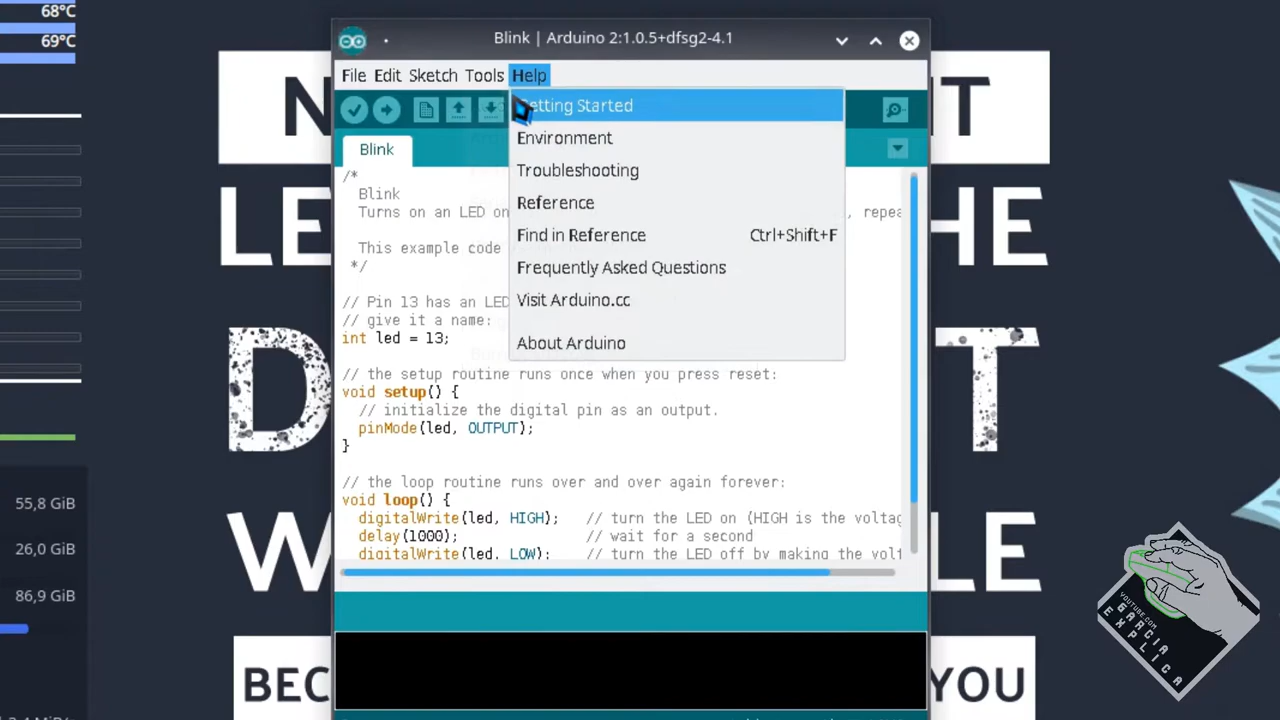 68°C
69°C
55,8 GiB
26,0 GiB
86,9 GiB
Blink | Arduino 2:1.0.5+dfsg2-4.1
File Edit Sketch Tools Help
Getting Started
Environment
Troubleshooting
Reference
Find in Reference Ctrl+Shift+F
Frequently Asked Questions
Visit Arduino.cc
About Arduino
Blink
/*
Blink
Turns on an LED on , repea
This example code
*/
// Pin 13 has an LED
// give it a name:
int led = 13;
// the setup routine runs once when you press reset:
void setup() {
// initialize the digital pin as an output.
pinMode(led, OUTPUT);
}
// the loop routine runs over and over again forever:
void loop() {
digitalWrite(led, HIGH); // turn the LED on (HIGH is the voltag
delay(1000); // wait for a second
digitalWrite(led, LOW); // turn the LED off by making the volt
BEC YOU
YOUTUBE.COM
GARCIA
EXPLICA